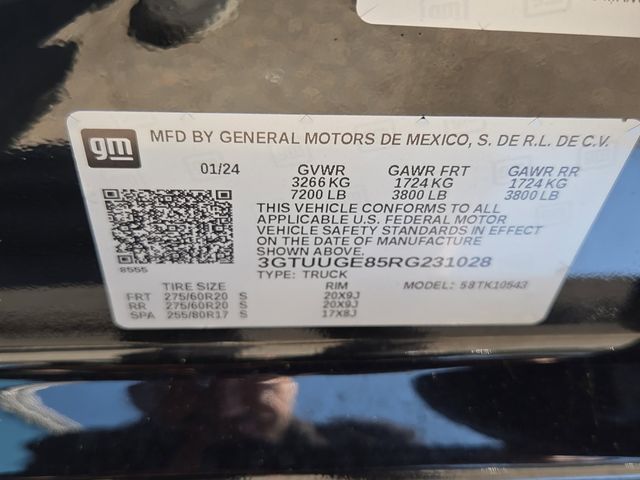 gm MFD BY GENERAL MOTORS DE MEXICO, S. DE R.L. DE C.V.
01/24 GVWR GAWR FRT GAWR RR
3266 KG 1724 KG 1724 KG
7200 LB 3800 LB 3800 LB
THIS VEHICLE CONFORMS TO ALL
APPLICABLE U.S. FEDERAL MOTOR
VEHICLE SAFETY STANDARDS IN EFFECT
ON THE DATE OF MANUFACTURE
SHOWN ABOVE.
8555 3GTUUGE85RG231028
TYPE: TRUCK MODEL: 58TK10543
TIRE SIZE RIM
FRT 275/60R20 S 20X9J
RR 275/60R20 S 20X9J
SPA 255/80R17 S 17X8J